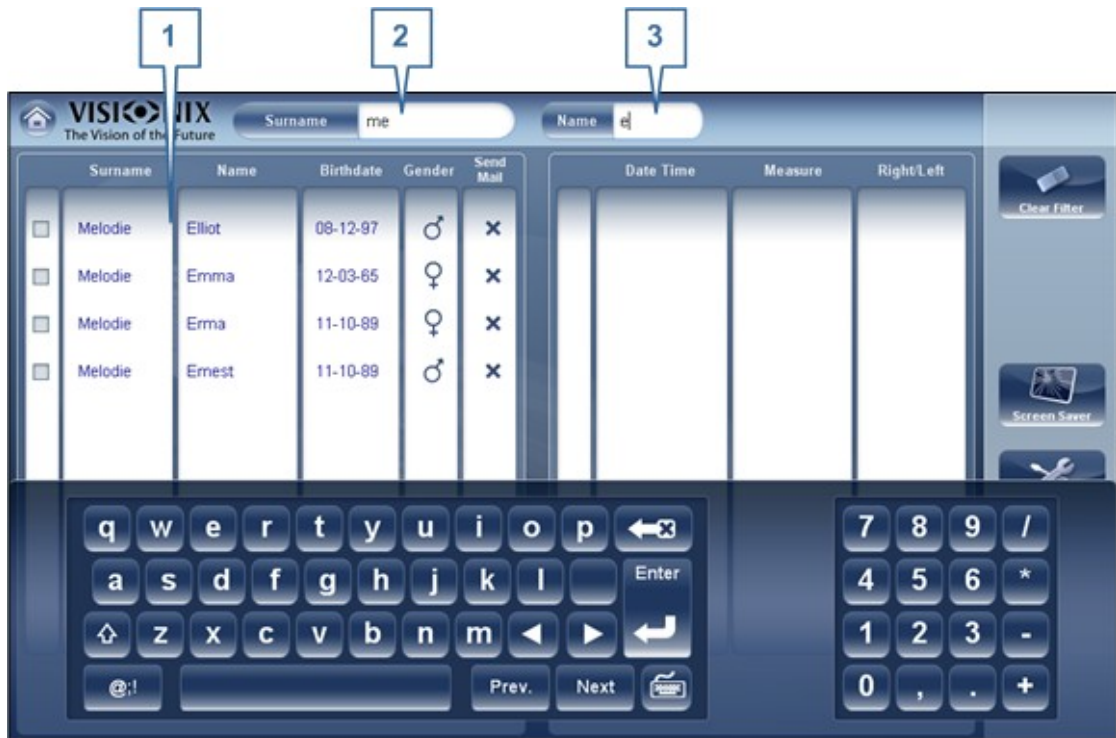 1 2 3
VISIONIX Surname me Name e
The Vision of the Future
Surname Name Birthdate Gender Send Mail Date Time Measure Right/Left
Clear Filter
Melodie Elliot 08-12-97
Melodie Emma 12-03-65
Melodie Erma 11-10-89
Melodie Ernest 11-10-89
Screen Saver
q w e r t y u i o p 7 8 9 /
a s d f g h j k l Enter 4 5 6 *
z x c v b n m 1 2 3 -
@;! Prev. Next 0 , . +